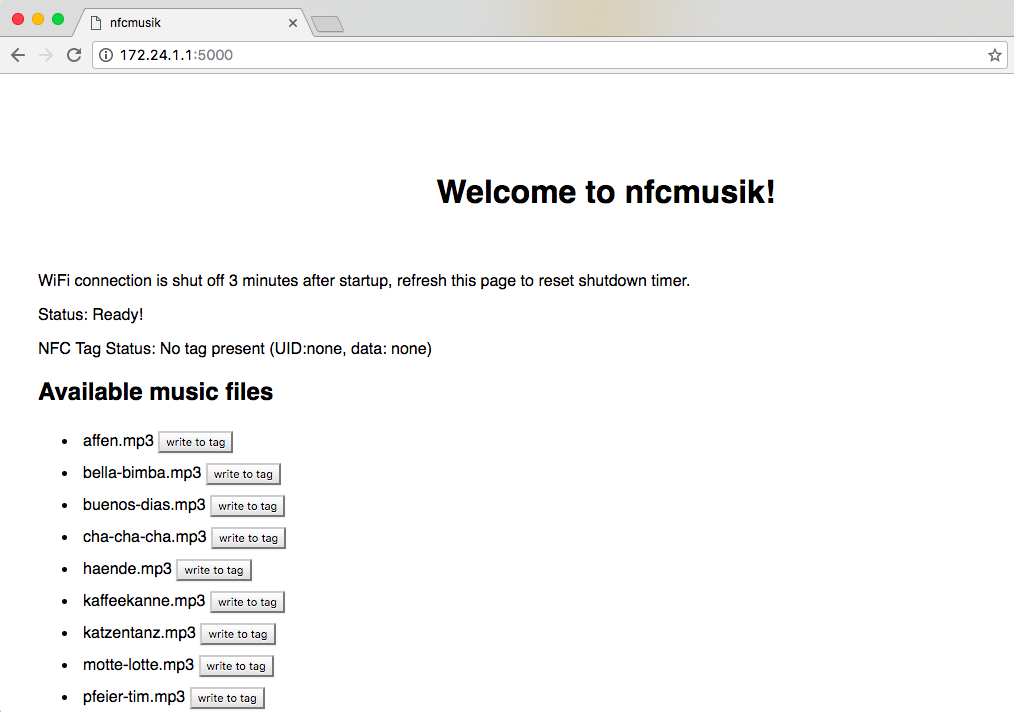 nfcmusik
172.24.1.1:5000
Welcome to nfcmusik!
WiFi connection is shut off 3 minutes after startup, refresh this page to reset shutdown timer.
Status: Ready!
NFC Tag Status: No tag present (UID:none, data: none)
Available music files
affen.mp3 write to tag
bella-bimba.mp3 write to tag
buenos-dias.mp3 write to tag
cha-cha-cha.mp3 write to tag
haende.mp3 write to tag
kaffeekanne.mp3 write to tag
katzentanz.mp3 write to tag
motte-lotte.mp3 write to tag
pfeier-tim.mp3 write to tag